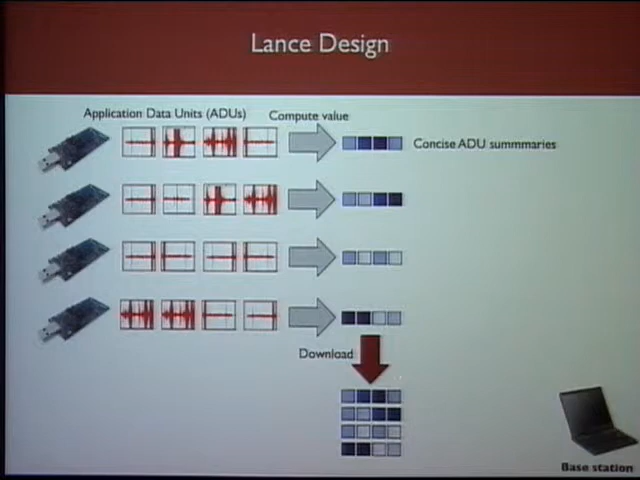 Lance Design
Application Data Units (ADUs)
Compute value
Concise ADU summmaries
Download
Base station